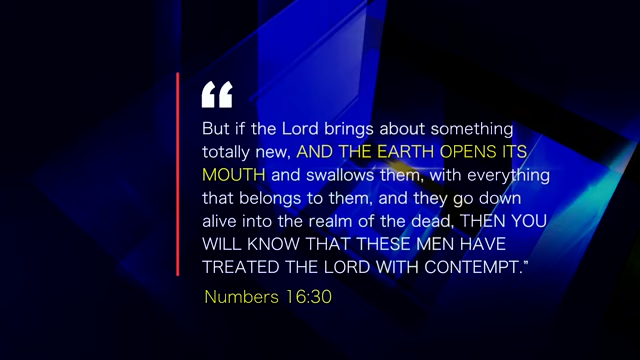 “
But if the Lord brings about something
totally new, AND THE EARTH OPENS ITS
MOUTH and swallows them, with everything
that belongs to them, and they go down
alive into the realm of the dead, THEN YOU
WILL KNOW THAT THESE MEN HAVE
TREATED THE LORD WITH CONTEMPT.”
Numbers 16:30